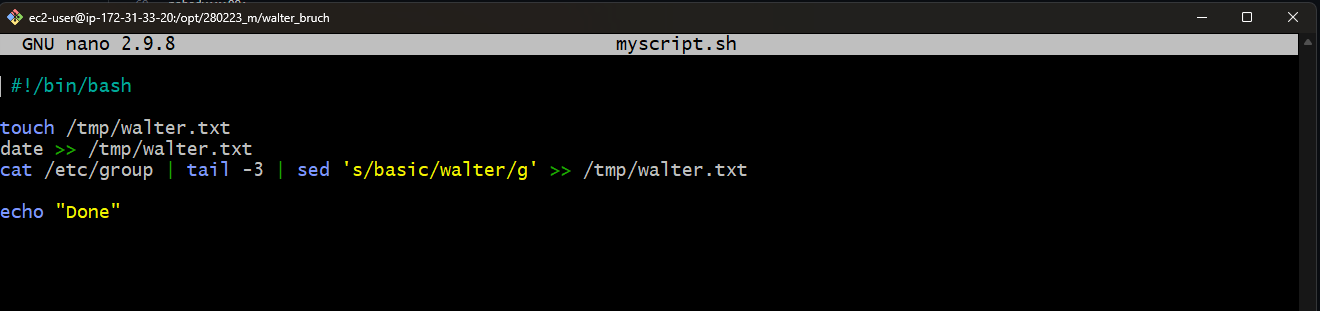 ec2-user@ip-172-31-33-20:/opt/280223_m/walter_bruch
GNU nano 2.9.8 myscript.sh
#!/bin/bash
touch /tmp/walter.txt
date >> /tmp/walter.txt
cat /etc/group | tail -3 | sed 's/basic/walter/g' >> /tmp/walter.txt
echo "Done"